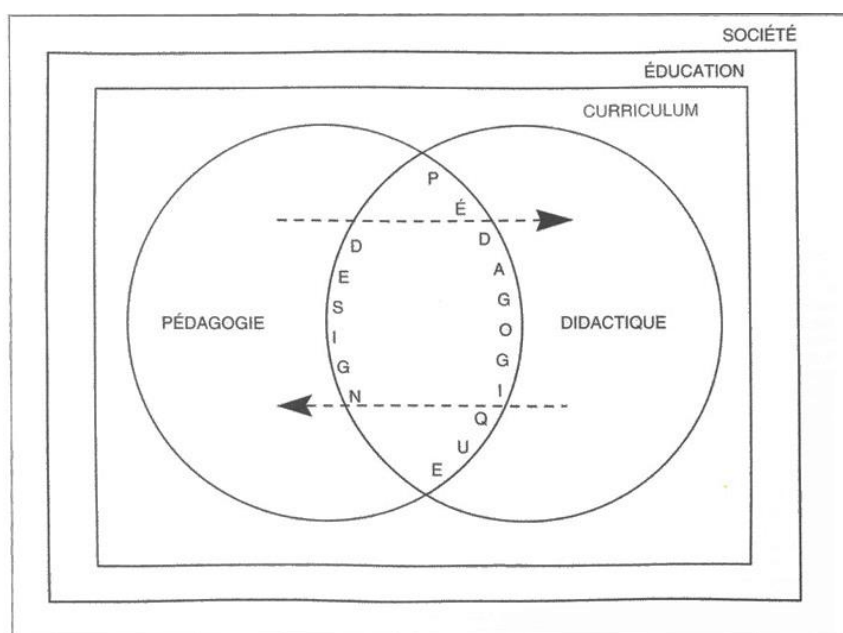 SOCIÉTÉ
ÉDUCATION
CURRICULUM
PÉDAGOGIE
DESIGN
PÉDAGOGIQUE
DIDACTIQUE